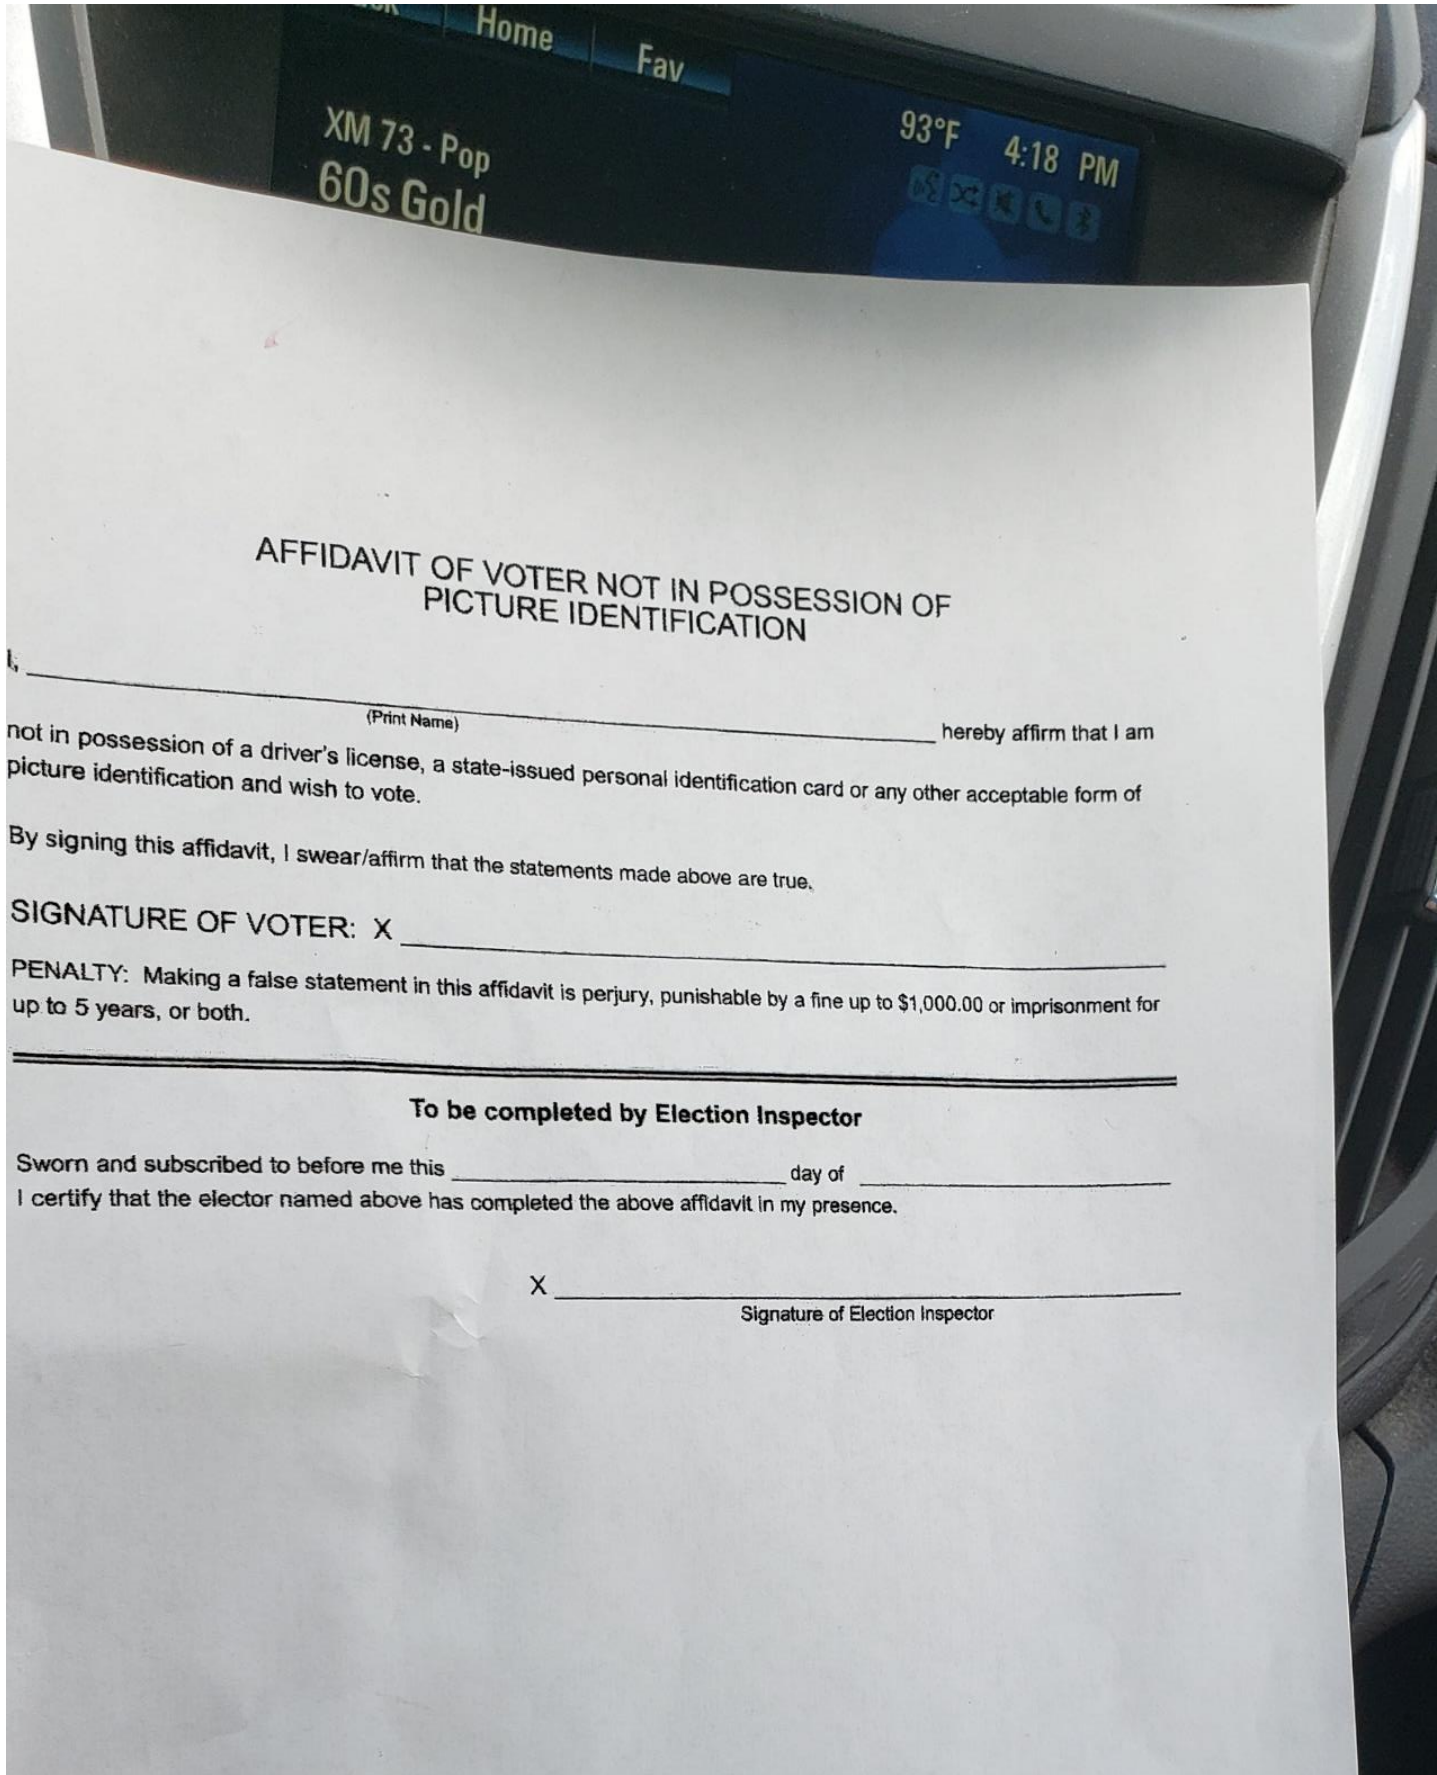 Home
Fav
XM 73 - Pop
93°F 4:18 PM
60s Gold
AFFIDAVIT OF VOTER NOT IN POSSESSION OF
PICTURE IDENTIFICATION
I, ________ hereby affirm that I am
(Print Name)
not in possession of a driver's license, a state-issued personal identification card or any other acceptable form of
picture identification and wish to vote.
By signing this affidavit, I swear/affirm that the statements made above are true.
SIGNATURE OF VOTER: X ________
PENALTY: Making a false statement in this affidavit is perjury, punishable by a fine up to $1,000.00 or imprisonment for
up to 5 years, or both.
To be completed by Election Inspector
Sworn and subscribed to before me this ________ day of ________
I certify that the elector named above has completed the above affidavit in my presence.
X ________
Signature of Election Inspector